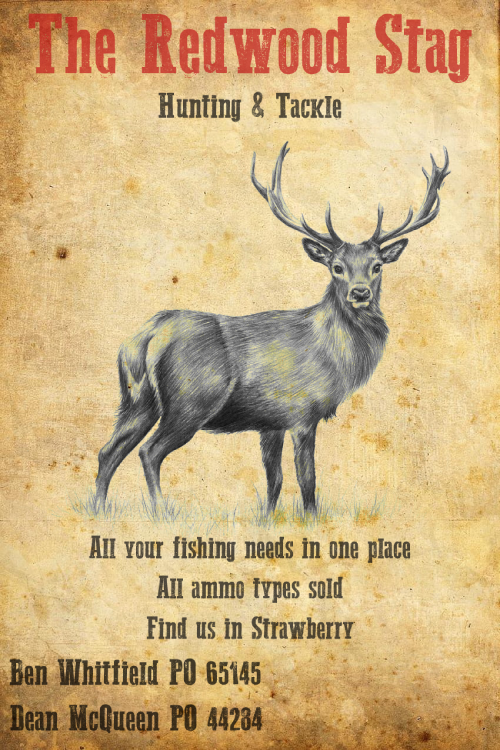 The Redwood Stag
Hunting & Tackle
All your fishing needs in one place
All ammo types sold
Find us in Strawberry
Ben Whitfield PO 65145
Dean McQueen PO 44234